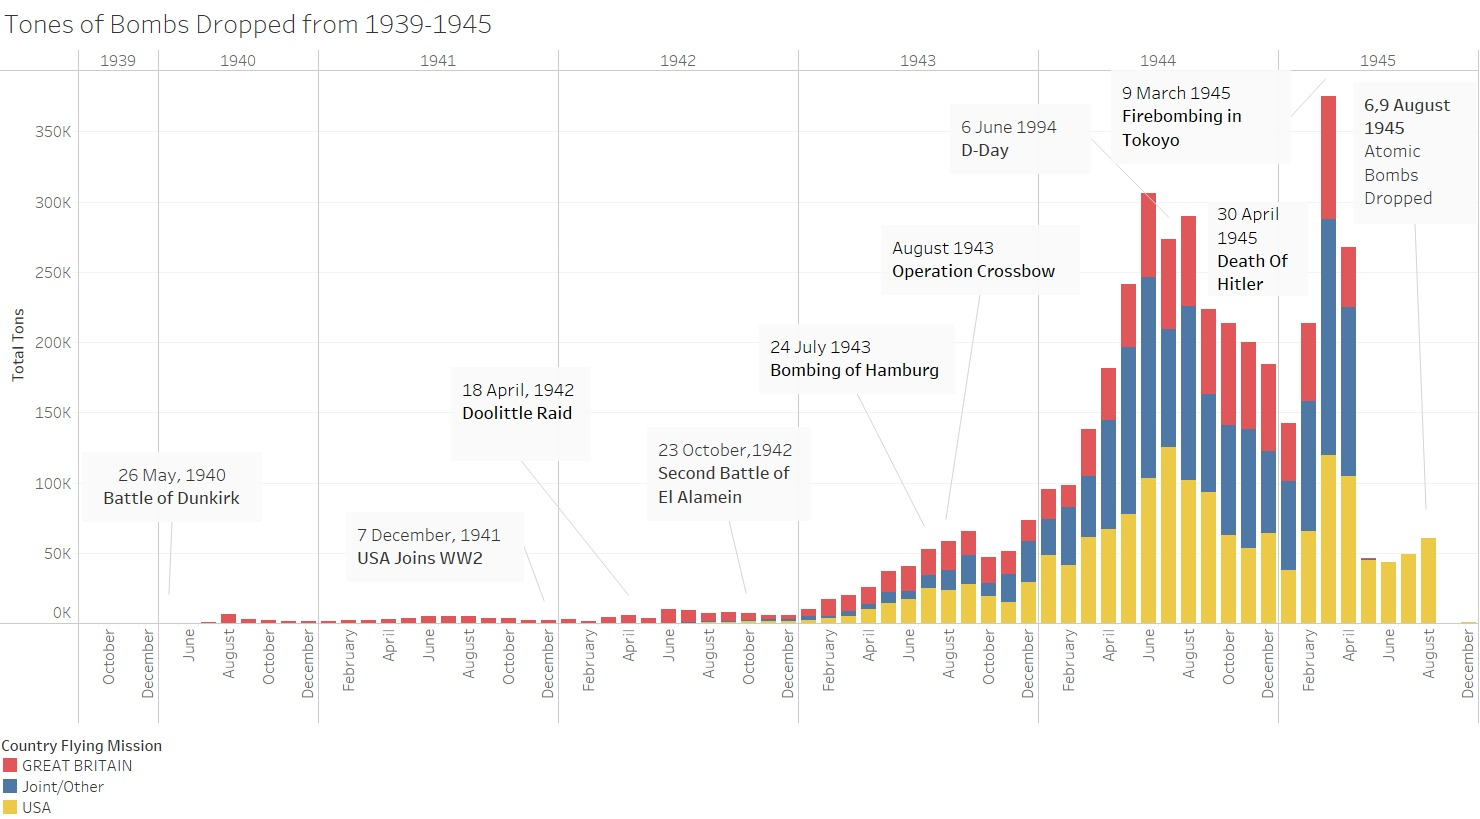 Tones of Bombs Dropped from 1939-1945
1939
1940
1941
1942
1943
1944
1945
350K
300K
250K
200K
150K
100K
50K
0K
Total Tons
26 May, 1940
Battle of Dunkirk
7 December, 1941
USA Joins WW2
18 April, 1942
Doolittle Raid
23 October,1942
Second Battle of
El Alamein
24 July 1943
Bombing of Hamburg
August 1943
Operation Crossbow
6 June 1994
D-Day
9 March 1945
Firebombing in
Tokoyo
30 April
1945
Death Of
Hitler
6,9 August
1945
Atomic
Bombs
Dropped
October
December
June
August
October
December
February
April
June
August
October
December
February
April
June
August
October
December
February
April
June
August
October
December
February
April
June
August
October
December
February
April
June
August
December
Country Flying Mission
GREAT BRITAIN
Joint/Other
USA